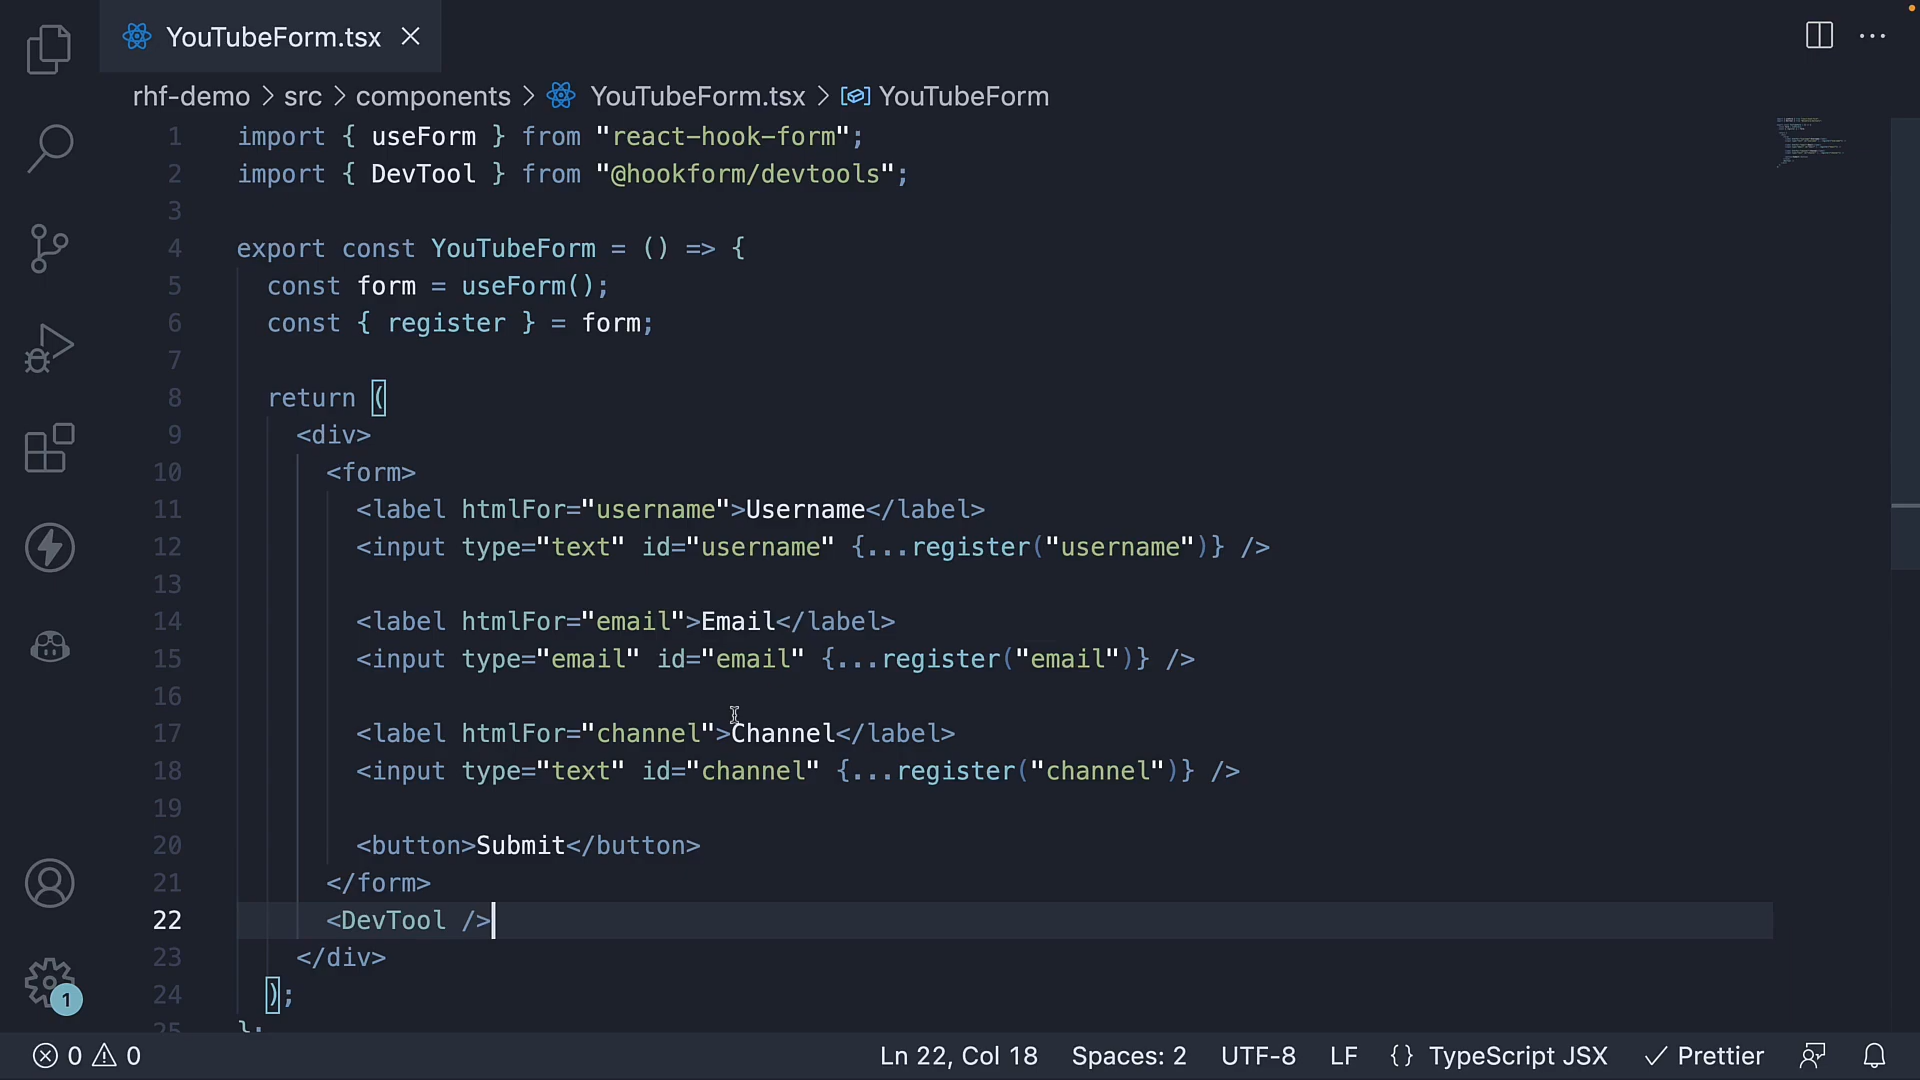 YouTubeForm.tsx
rhf-demo > src > components > YouTubeForm.tsx > YouTubeForm
1 import { useForm } from "react-hook-form";
2 import { DevTool } from "@hookform/devtools";
3
4 export const YouTubeForm = () => {
5 const form = useForm();
6 const { register } = form;
7
8 return (
9 <div>
10 <form>
11 <label htmlFor="username">Username</label>
12 <input type="text" id="username" {...register("username")} />
13
14 <label htmlFor="email">Email</label>
15 <input type="email" id="email" {...register("email")} />
16
17 <label htmlFor="channel">Channel</label>
18 <input type="text" id="channel" {...register("channel")} />
19
20 <button>Submit</button>
21 </form>
22 <DevTool />
23 </div>
24 );
25 };
1
0 0 Ln 22, Col 18 Spaces: 2 UTF-8 LF {} TypeScript JSX Prettier